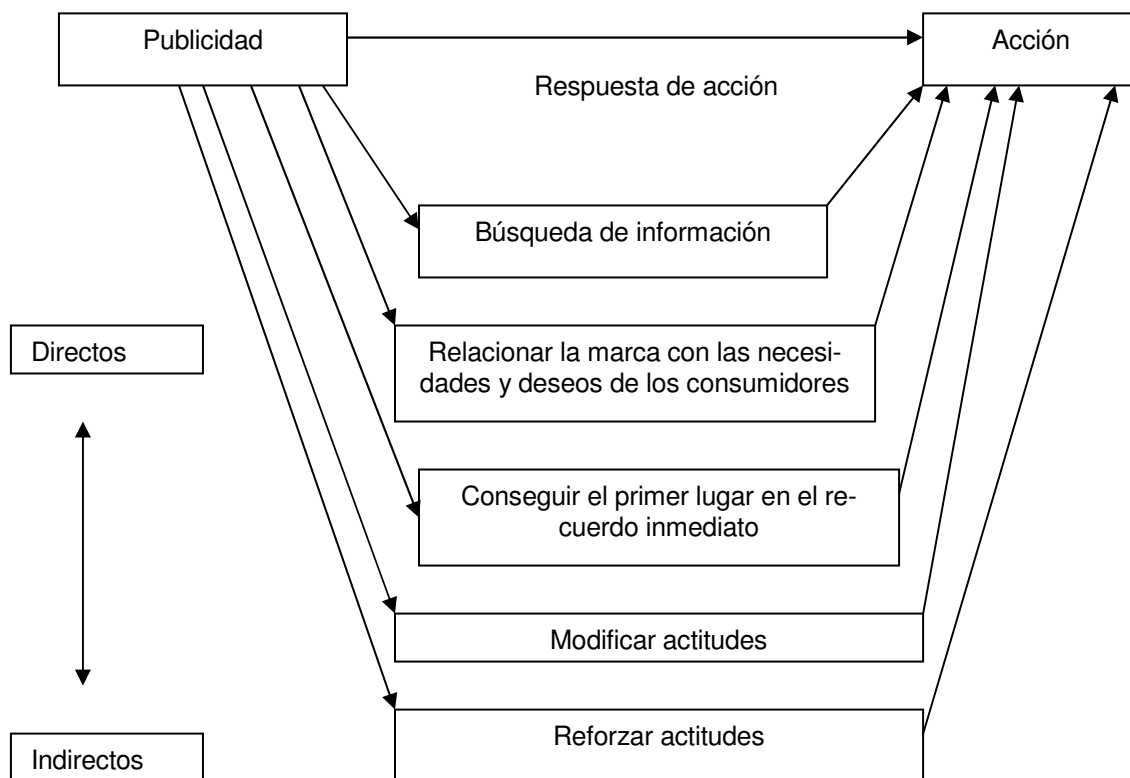 Publicidad
Acción
Respuesta de acción
Búsqueda de información
Directos
Relacionar la marca con las necesi-
dades y deseos de los consumidores
Conseguir el primer lugar en el re-
cuerdo inmediato
Modificar actitudes
Reforzar actitudes
Indirectos